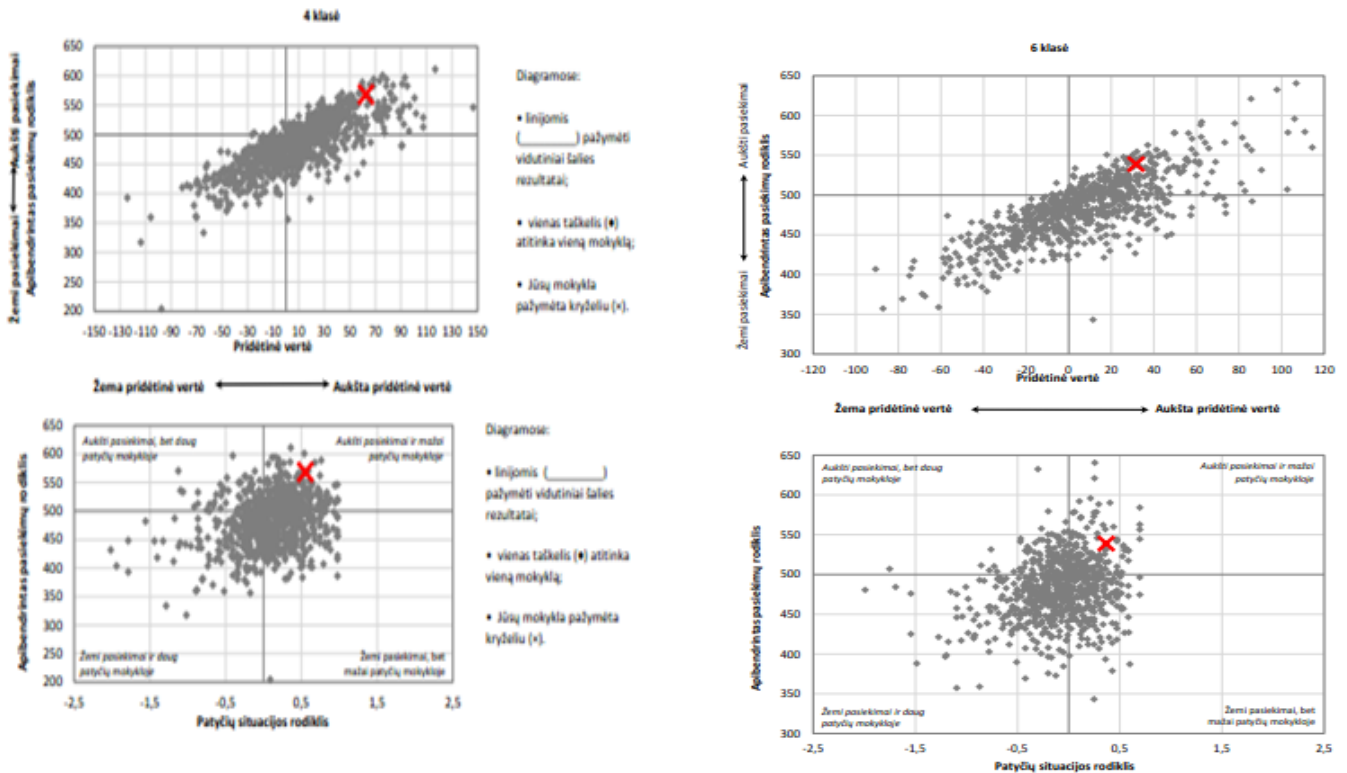 4 klasė
Žemi pasiekimai ◄──►Aukšti pasiekimai
Apibendrintas pasiekimų rodiklis
650
600
550
500
450
400
350
300
250
200
-150 -130 -110 -90 -70 -50 -30 -10 10 30 50 70 90 110 130 150
Pridėtinė vertė
Žema pridėtinė vertė
Aukšta pridėtinė vertė
Diagramose:
• linijomis
(__________) pažymėti
vidutiniai šalies
rezultatai;
• vienas taškelis (♦)
atitinka vieną mokyklą;
• Jūsų mokykla
pažymėta kryželiu (×).
Apibendrintas pasiekimų rodiklis
650
600
550
500
450
400
350
300
250
200
Aukšti pasiekimai, bet daug
patyčių mokykloje
Aukšti pasiekimai ir mažai
patyčių mokykloje
Žemi pasiekimai ir daug
patyčių mokykloje
Žemi pasiekimai, bet
mažai patyčių mokykloje
-2,5 -1,5 -0,5 0,5 1,5 2,5
Patyčių situacijos rodiklis
Diagramose:
• linijomis (__________)
pažymėti vidutiniai šalies
rezultatai;
• vienas taškelis (♦) atitinka
vieną mokyklą;
• Jūsų mokykla pažymėta
kryželiu (×).
6 klasė
Žemi pasiekimai
Aukšti pasiekimai
Apibendrintas pasiekimų rodiklis
650
600
550
500
450
400
350
300
-120 -100 -80 -60 -40 -20 0 20 40 60 80 100 120
Pridėtinė vertė
Žema pridėtinė vertė
Aukšta pridėtinė vertė
Apibendrintas pasiekimų rodiklis
650
600
550
500
450
400
350
300
Aukšti pasiekimai, bet daug
patyčių mokykloje
Aukšti pasiekimai ir mažai
patyčių mokykloje
Žemi pasiekimai ir daug
patyčių mokykloje
Žemi pasiekimai, bet
mažai patyčių mokykloje
-2,5 -1,5 -0,5 0,5 1,5 2,5
Patyčių situacijos rodiklis